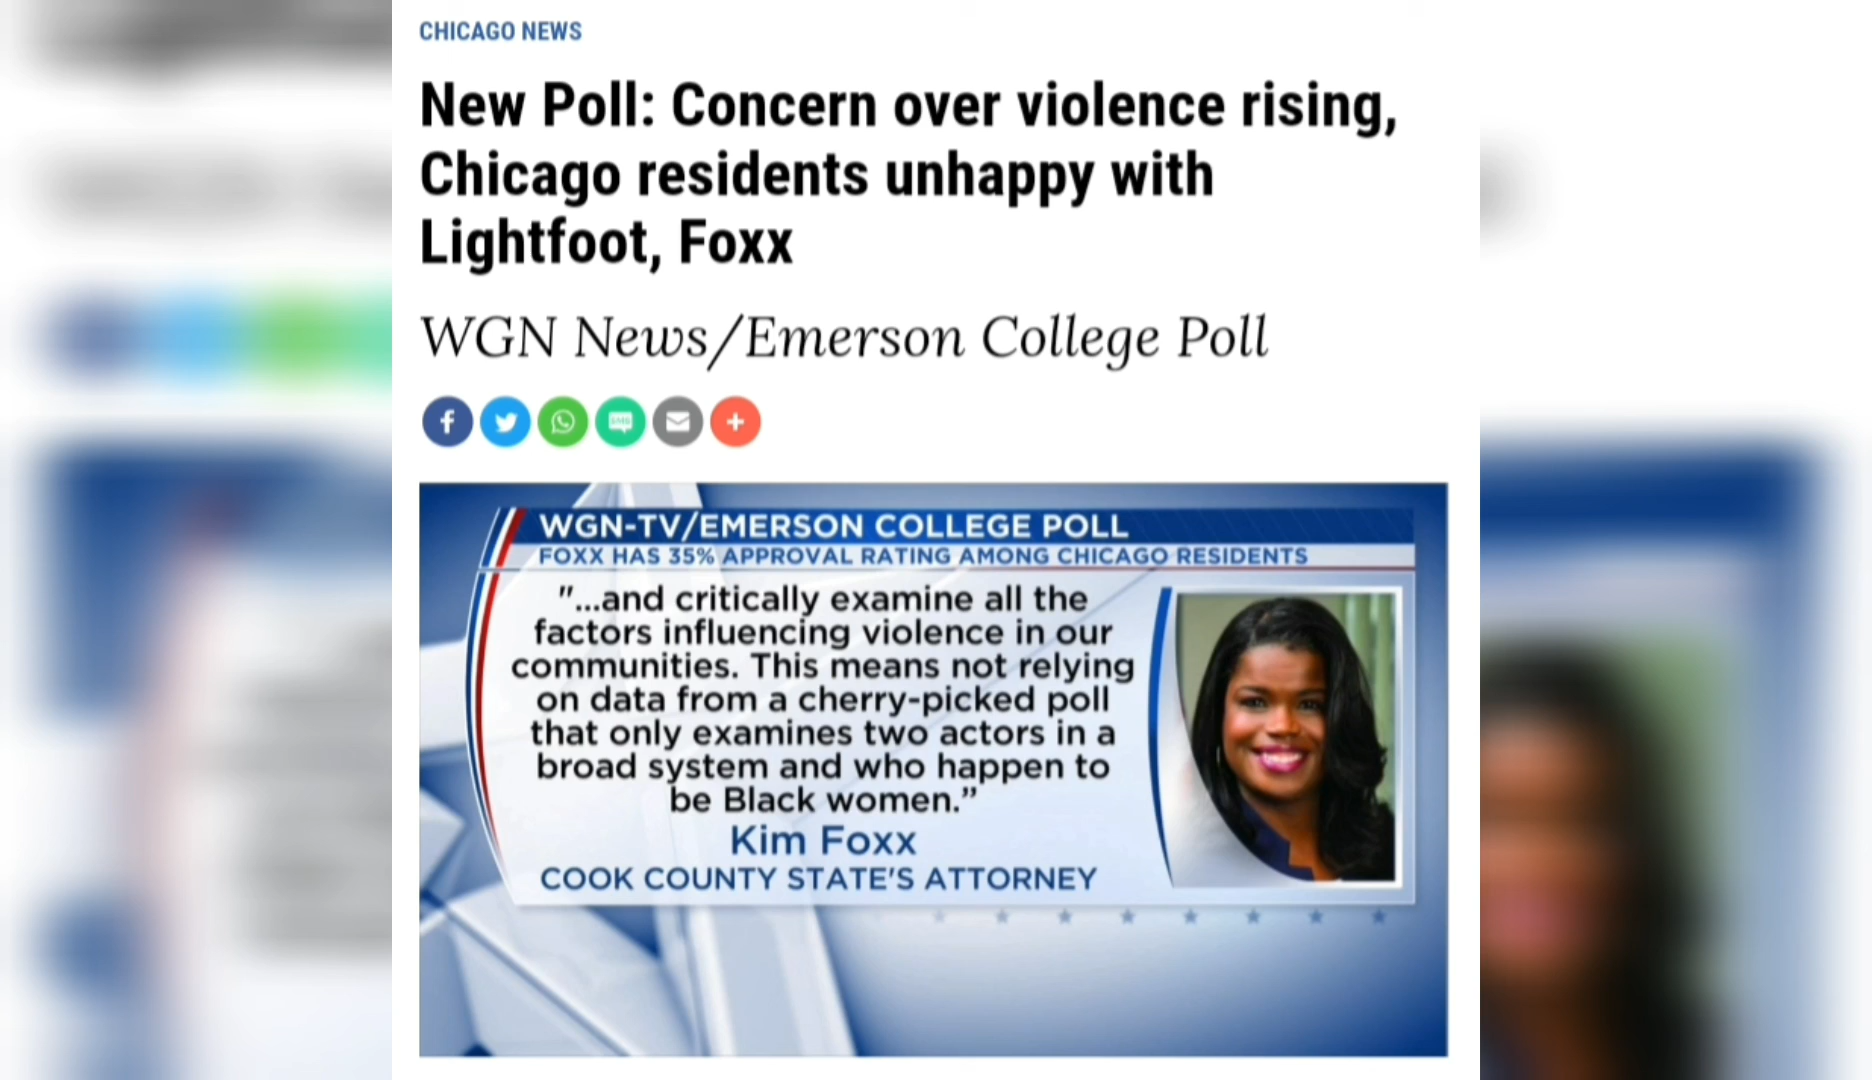 CHICAGO NEWS
New Poll: Concern over violence rising,
Chicago residents unhappy with
Lightfoot, Foxx
WGN News/Emerson College Poll
f
SMS
WGN-TV/EMERSON COLLEGE POLL
FOXX HAS 35% APPROVAL RATING AMONG CHICAGO RESIDENTS
"...and critically examine all the
factors influencing violence in our
communities. This means not relying
on data from a cherry-picked poll
that only examines two actors in a
broad system and who happen to
be Black women.”
Kim Foxx
COOK COUNTY STATE'S ATTORNEY